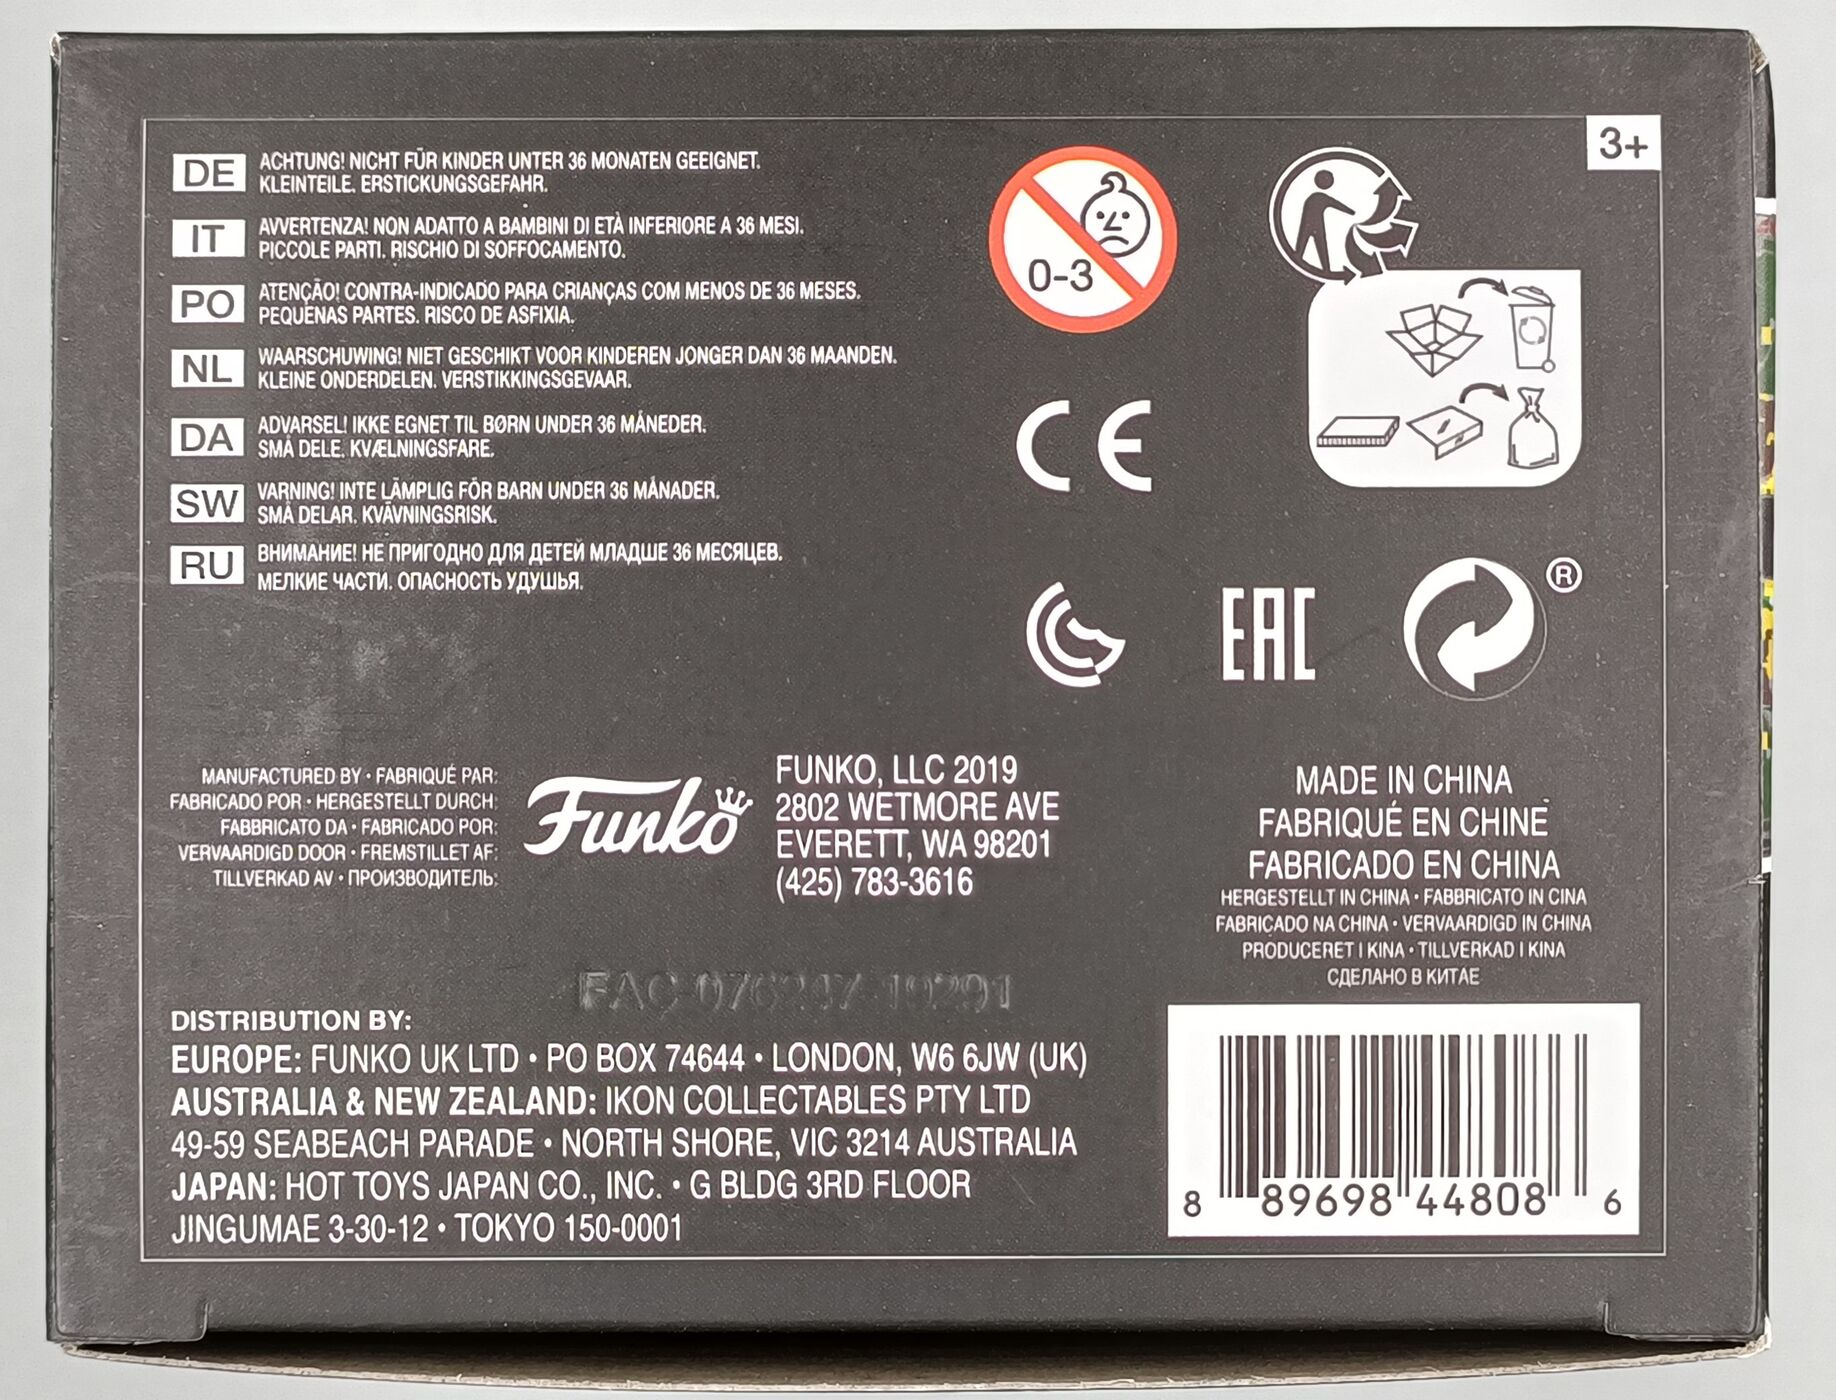 3+
DE ACHTUNG! NICHT FÜR KINDER UNTER 36 MONATEN GEEIGNET.
KLEINTEILE. ERSTICKUNGSGEFAHR.
IT AVVERTENZA! NON ADATTO A BAMBINI DI ETÀ INFERIORE A 36 MESI.
PICCOLE PARTI. RISCHIO DI SOFFOCAMENTO.
PO ATENÇÃO! CONTRA-INDICADO PARA CRIANÇAS COM MENOS DE 36 MESES.
PEQUENAS PARTES. RISCO DE ASFIXIA.
NL WAARSCHUWING! NIET GESCHIKT VOOR KINDEREN JONGER DAN 36 MAANDEN.
KLEINE ONDERDELEN. VERSTIKKINGSGEVAAR.
DA ADVARSEL! IKKE EGNET TIL BØRN UNDER 36 MÅNEDER.
SMÅ DELE. KVÆLNINGSFARE.
SW VARNING! INTE LÄMPLIG FÖR BARN UNDER 36 MÅNADER.
SMÅ DELAR. KVÄVNINGSRISK.
RU ВНИМАНИЕ! НЕ ПРИГОДНО ДЛЯ ДЕТЕЙ МЛАДШЕ 36 МЕСЯЦЕВ.
МЕЛКИЕ ЧАСТИ. ОПАСНОСТЬ УДУШЬЯ.
0-3
CE
EAC
®
MANUFACTURED BY • FABRIQUÉ PAR:
FABRICADO POR • HERGESTELLT DURCH:
FABBRICATO DA • FABRICADO POR:
VERVAARDIGD DOOR • FREMSTILLET AF:
TILLVERKAD AV • ПРОИЗВОДИТЕЛЬ:
Funko
FUNKO, LLC 2019
2802 WETMORE AVE
EVERETT, WA 98201
(425) 783-3616
MADE IN CHINA
FABRIQUÉ EN CHINE
FABRICADO EN CHINA
HERGESTELLT IN CHINA • FABBRICATO IN CINA
FABRICADO NA CHINA • VERVAARDIGD IN CHINA
PRODUCERET I KINA • TILLVERKAD I KINA
СДЕЛАНО В КИТАЕ
DISTRIBUTION BY:
EUROPE: FUNKO UK LTD • PO BOX 74644 • LONDON, W6 6JW (UK)
AUSTRALIA & NEW ZEALAND: IKON COLLECTABLES PTY LTD
49-59 SEABEACH PARADE • NORTH SHORE, VIC 3214 AUSTRALIA
JAPAN: HOT TOYS JAPAN CO., INC. • G BLDG 3RD FLOOR
JINGUMAE 3-30-12 • TOKYO 150-0001
8 89698 44808 6